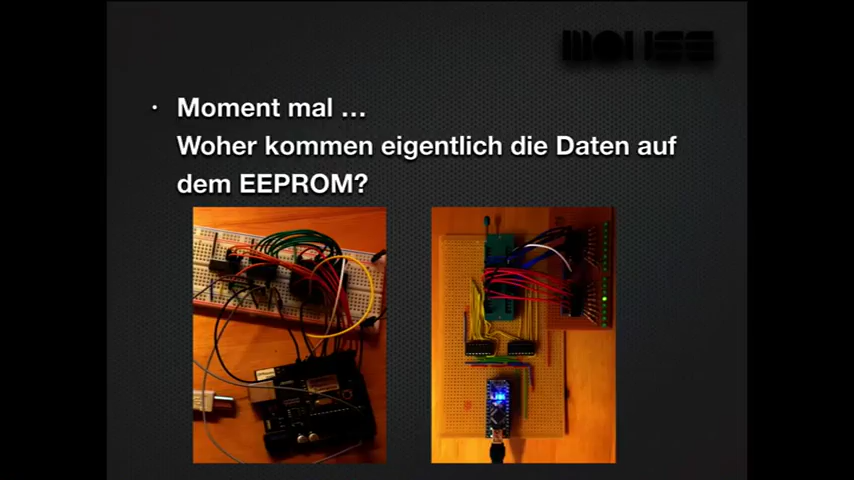 Moment mal …
Woher kommen eigentlich die Daten auf
dem EEPROM?